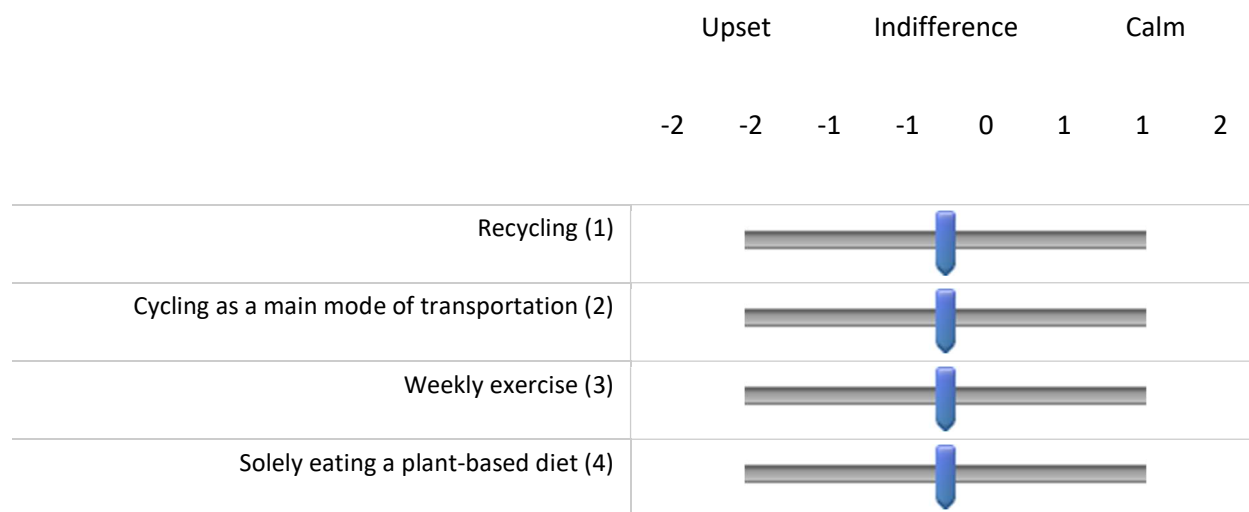 Upset Indifference Calm
-2 -2 -1 -1 0 1 1 2
Recycling (1)
Cycling as a main mode of transportation (2)
Weekly exercise (3)
Solely eating a plant-based diet (4)